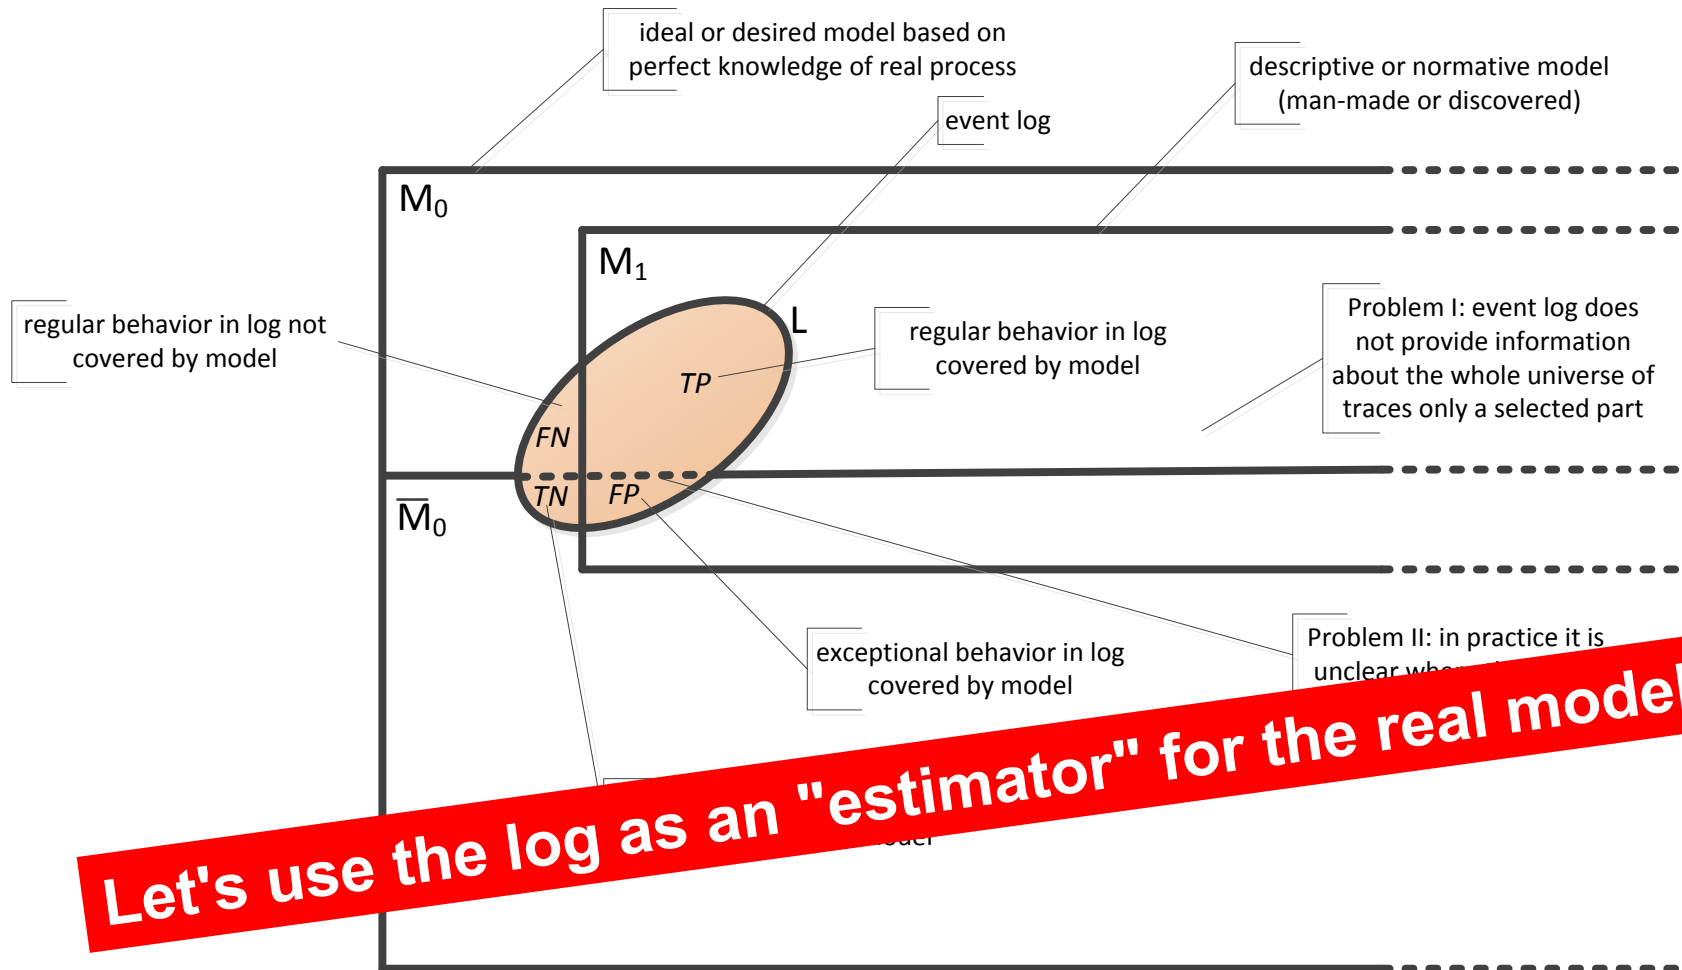 ideal or desired model based on
perfect knowledge of real process
descriptive or normative model
(man-made or discovered)
event log
M0
M1
L
regular behavior in log not
covered by model
regular behavior in log
covered by model
Problem I: event log does
not provide information
about the whole universe of
traces only a selected part
TP
FN
TN
FP
M̅0
exceptional behavior in log
covered by model
Problem II: in practice it is
unclear
Let's use the log as an "estimator" for the real model